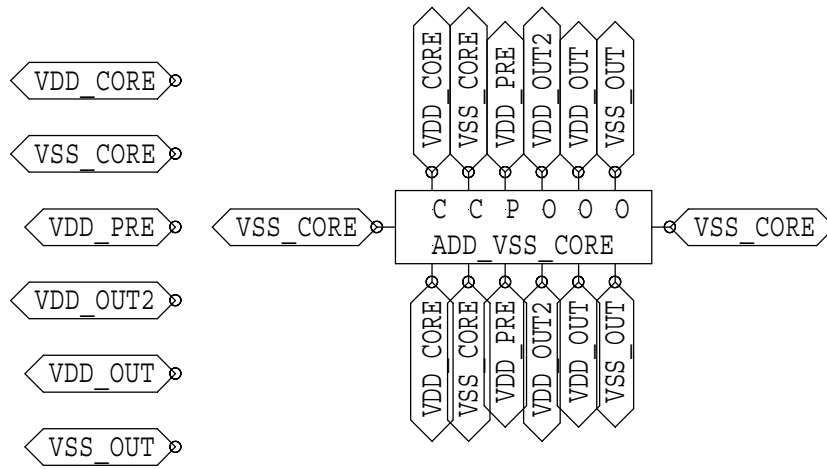 VDD_CORE
VSS_CORE
VDD_PRE
VDD_OUT2
VDD_OUT
VSS_OUT
VDD_CORE
VSS_CORE
VDD_PRE
VDD_OUT2
VDD_OUT
VSS_OUT
C C P O O O
VSS_CORE
ADD_VSS_CORE
VSS_CORE
VDD_CORE
VSS_CORE
VDD_PRE
VDD_OUT2
VDD_OUT
VSS_OUT